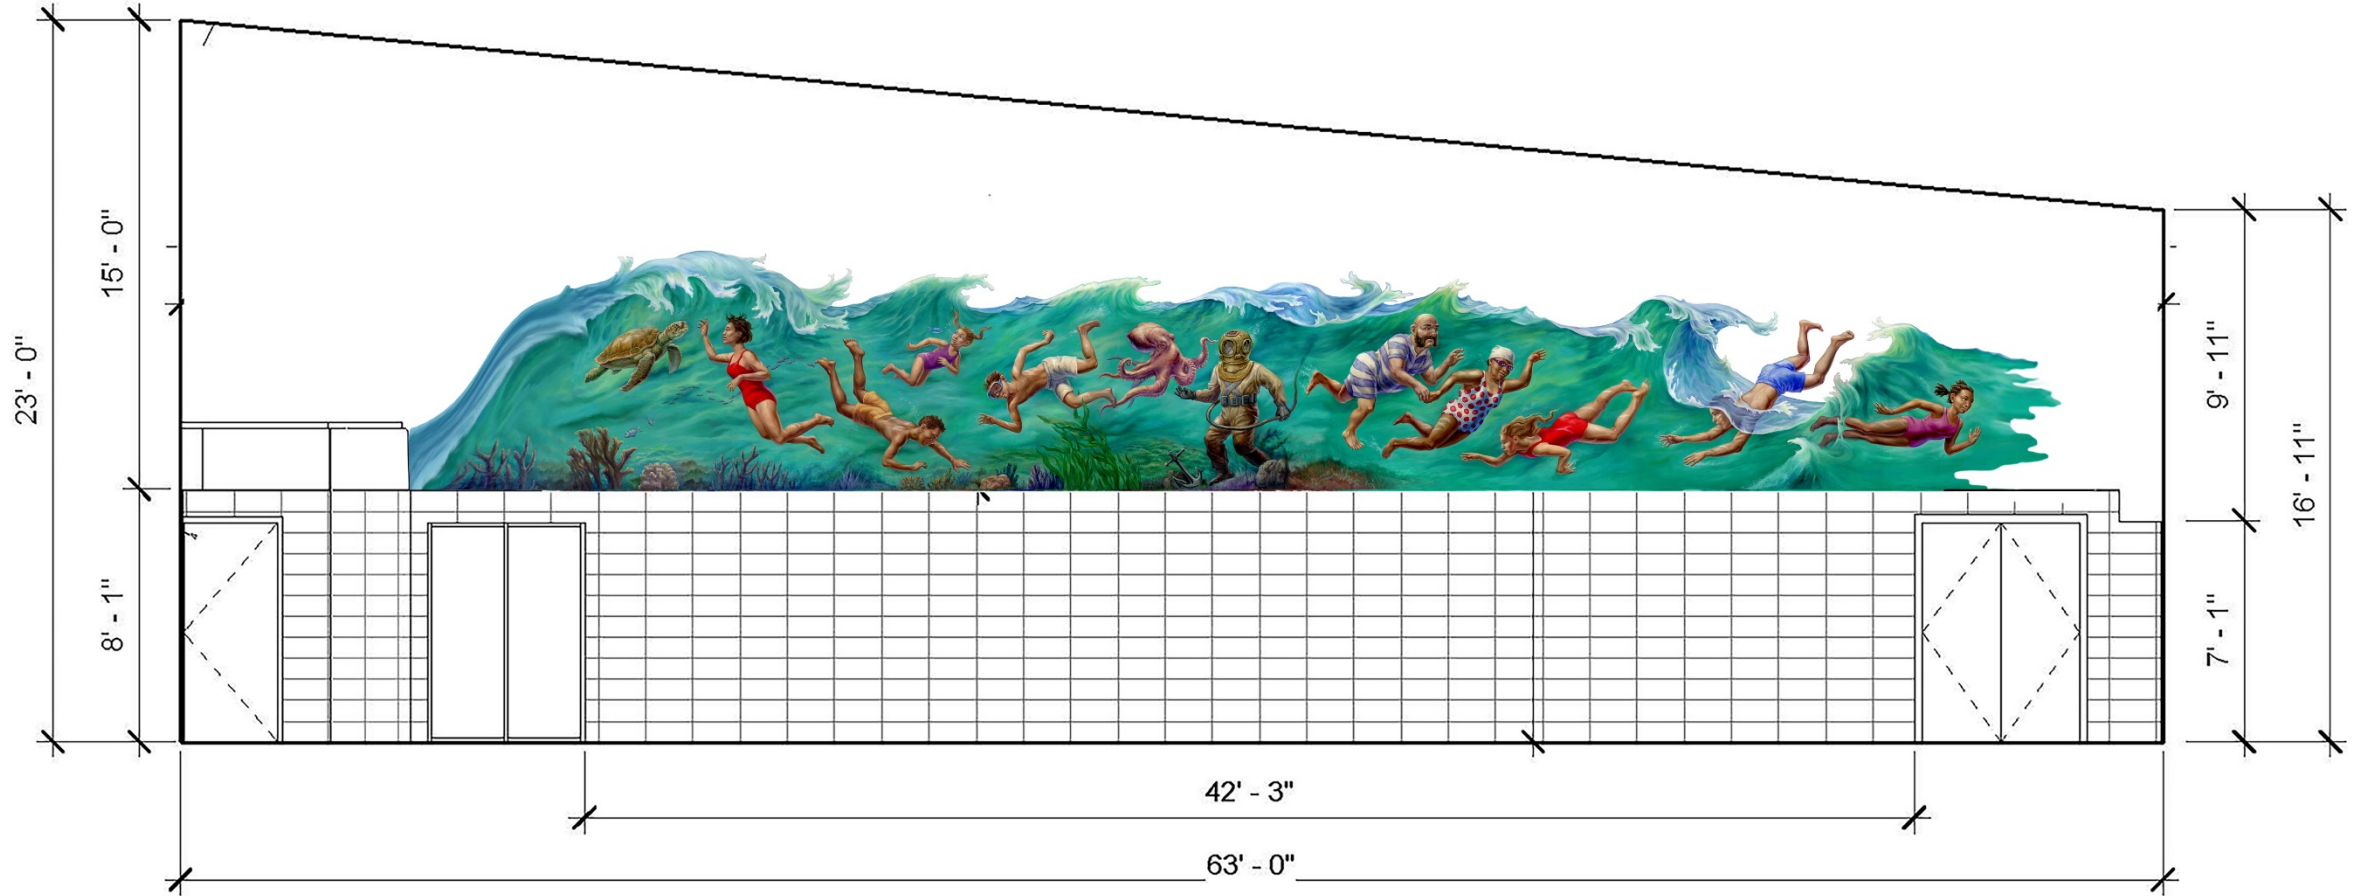 23' - 0"
15' - 0"
8' - 1"
9' - 11"
16' - 11"
7' - 1"
42' - 3"
63' - 0"